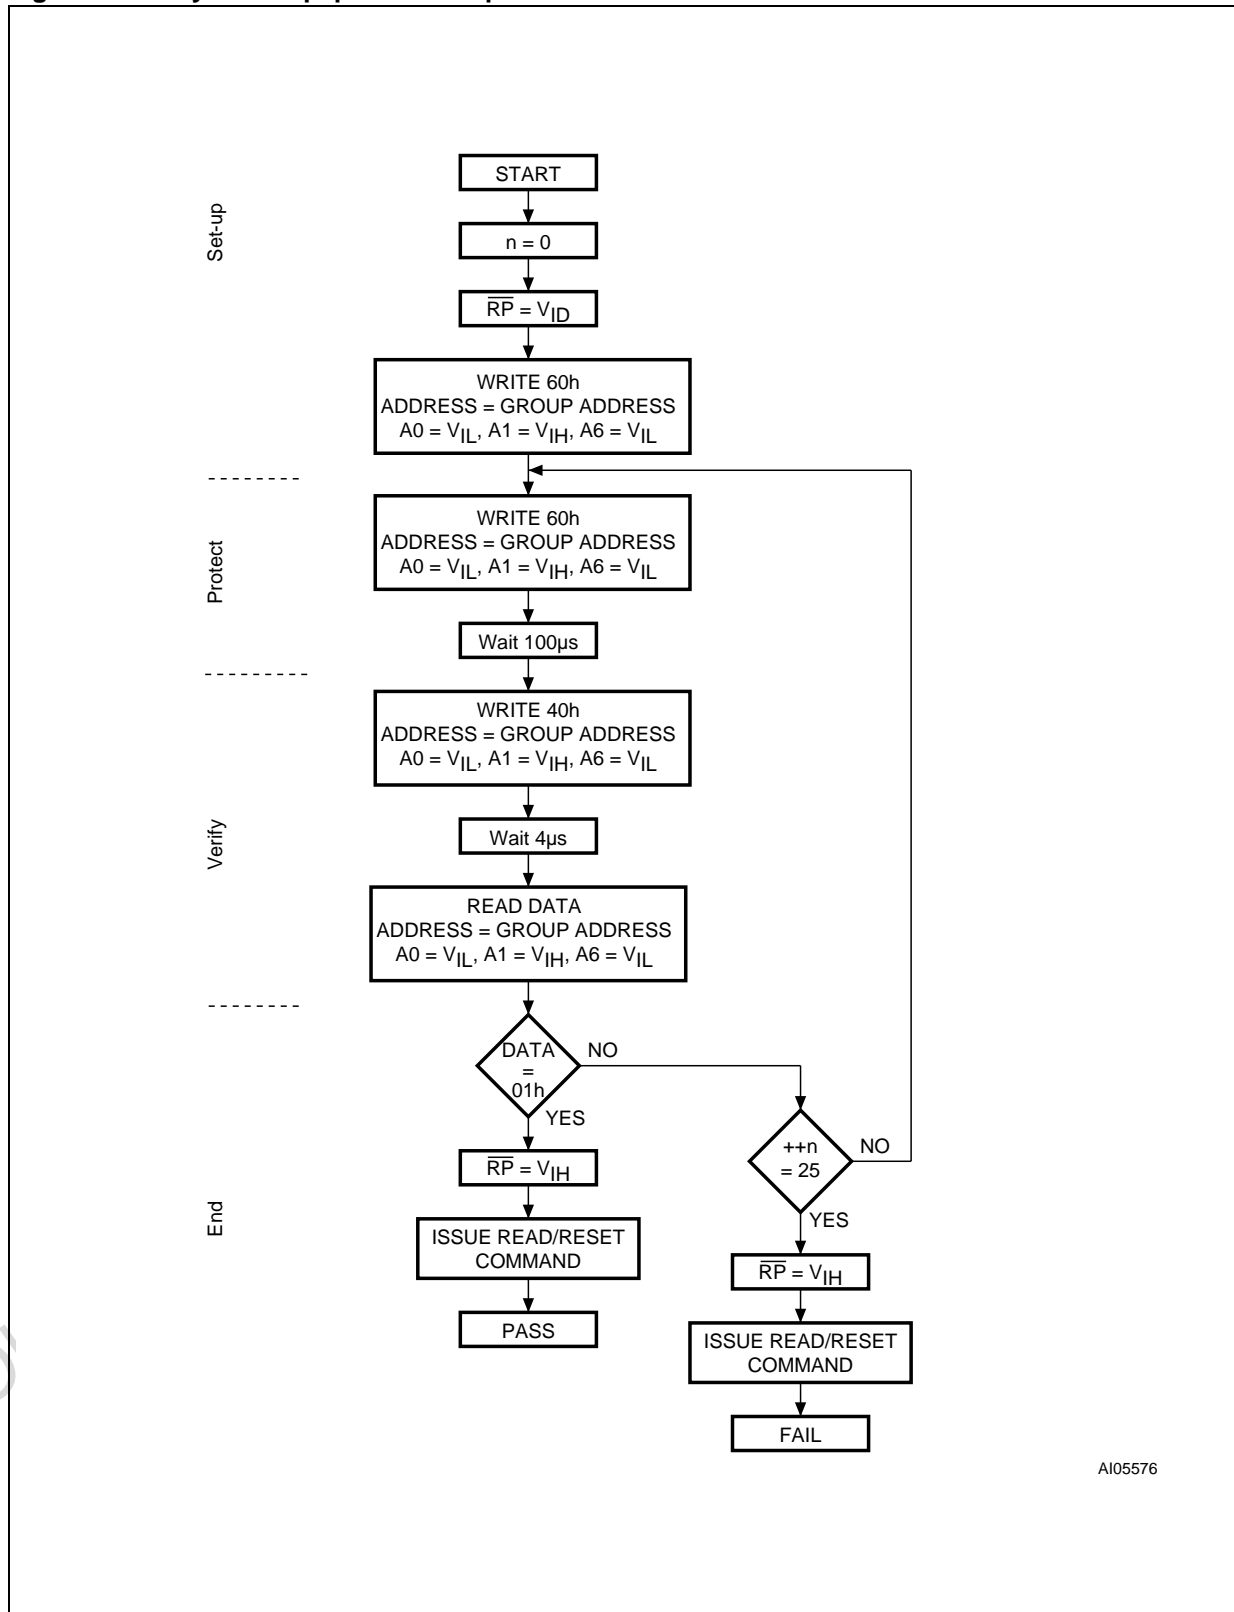 Set-up
START
n = 0
RP = VID
WRITE 60h
ADDRESS = GROUP ADDRESS
A0 = VIL, A1 = VIH, A6 = VIL
Protect
WRITE 60h
ADDRESS = GROUP ADDRESS
A0 = VIL, A1 = VIH, A6 = VIL
Wait 100µs
Verify
WRITE 40h
ADDRESS = GROUP ADDRESS
A0 = VIL, A1 = VIH, A6 = VIL
Wait 4µs
READ DATA
ADDRESS = GROUP ADDRESS
A0 = VIL, A1 = VIH, A6 = VIL
End
DATA
=
01h
NO
YES
++n
= 25
NO
YES
RP = VIH
ISSUE READ/RESET
COMMAND
PASS
RP = VIH
ISSUE READ/RESET
COMMAND
FAIL
AI05576